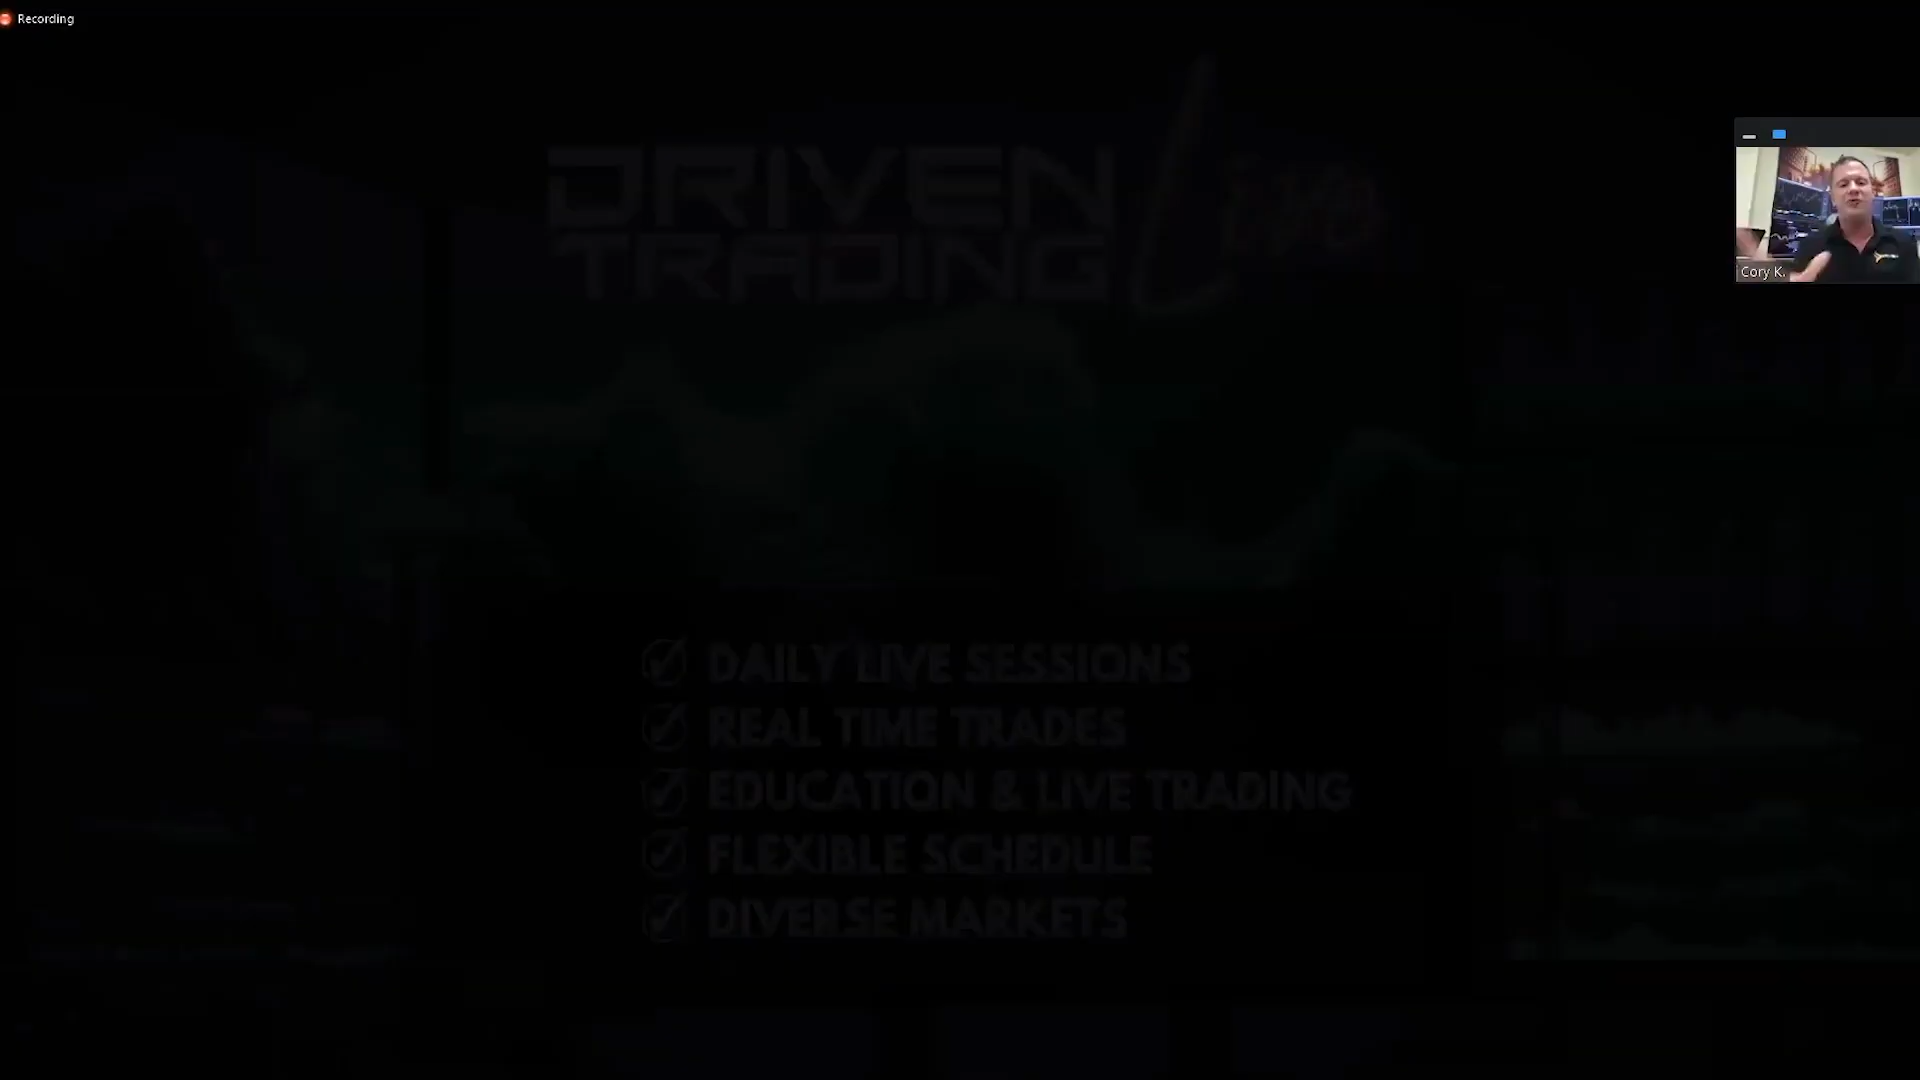 Recording
DRIVEN
TRADING
Live
Cory K.
DAILY LIVE SESSIONS
REAL TIME TRADES
EDUCATION & LIVE TRADING
FLEXIBLE SCHEDULE
DIVERSE MARKETS